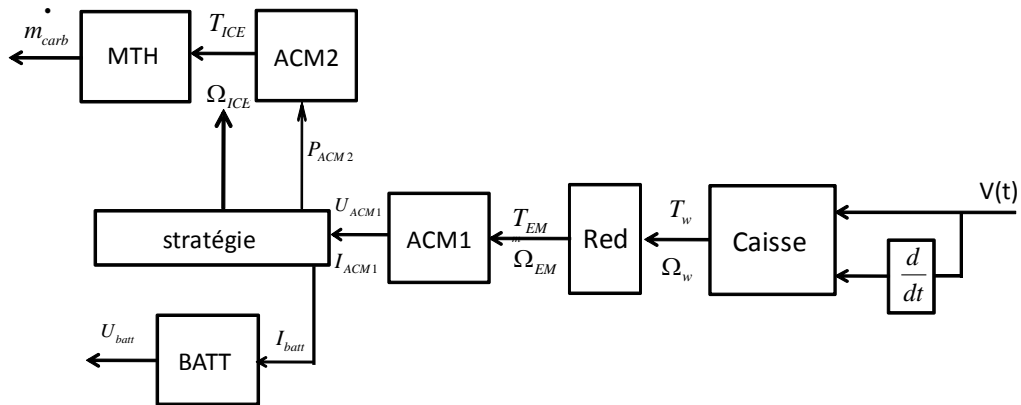 ṁ_carb
MTH
T_ICE
ACM2
Ω_ICE
P_ACM2
stratégie
U_ACM1
I_ACM1
ACM1
T_EM
m
Ω_EM
Red
T_w
Ω_w
Caisse
V(t)
d
dt
U_batt
BATT
I_batt